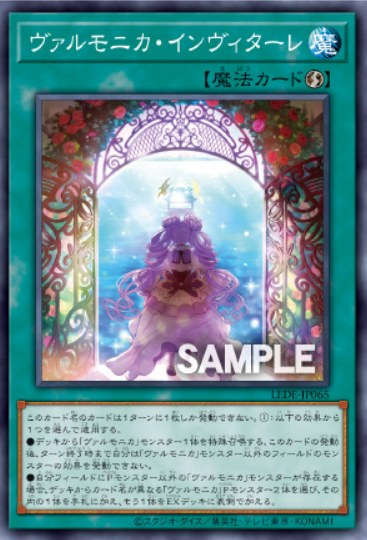 ヴァルモニカ・インヴィターレ
魔
【魔法カード】
SAMPLE
LEDE-JP065
このカード名のカードは1ターンに1枚しか発動できない。①：以下の効果から
1つを選んで適用する。
●デッキから「ヴァルモニカ」モンスター1体を特殊召喚する。このカードの発動
後、ターン終了時まで自分は「ヴァルモニカ」モンスター以外のフィールドのモン
スターの効果を発動できない。
●自分フィールドにPモンスター以外の「ヴァルモニカ」モンスターが存在する
場合、デッキからカード名が異なる「ヴァルモニカ」Pモンスター2体を選び、その
内の1体を手札に加え、もう1体をEXデッキに表側で加える。
©スタジオ・ダイス／集英社・テレビ東京・KONAMI